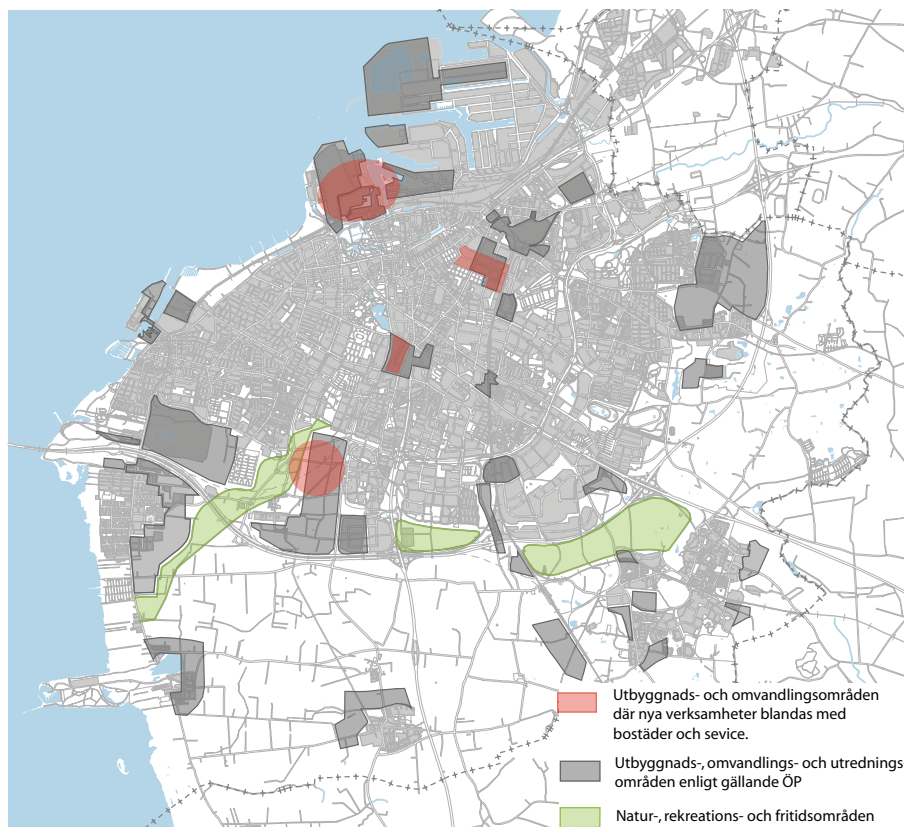 Utbyggnads- och omvandlingsområden
där nya verksamheter blandas med
bostäder och sevice.
Utbyggnads-, omvandlings- och utrednings-
områden enligt gällande ÖP
Natur-, rekreations- och fritidsområden